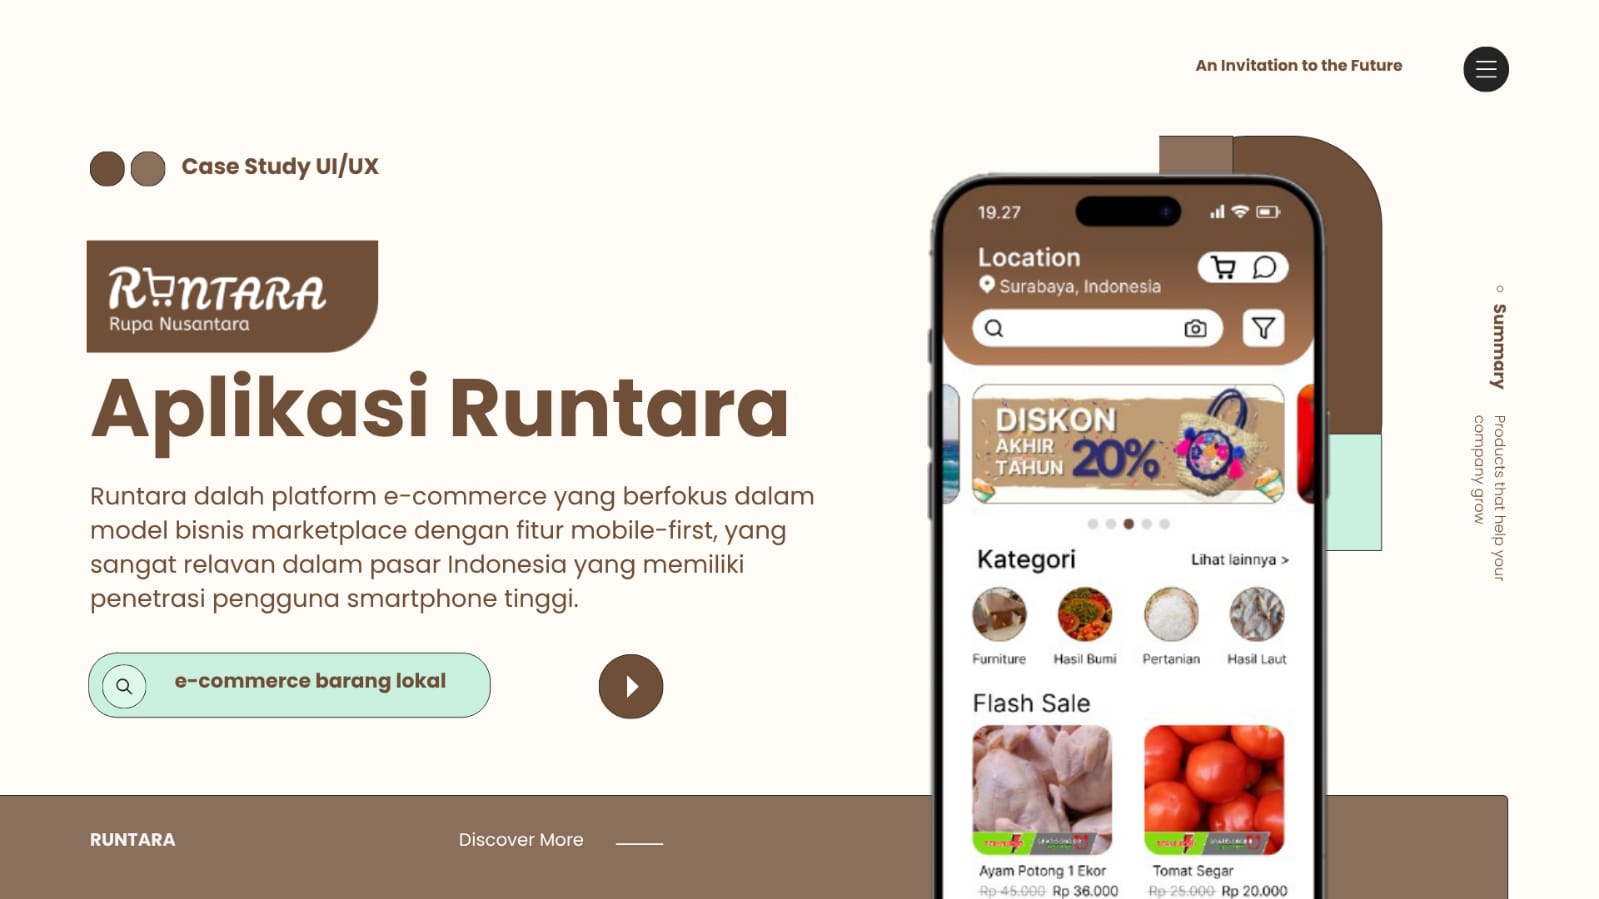 An Invitation to the Future
Case Study UI/UX
RUNTARA
Rupa Nusantara
Aplikasi Runtara
Runtara dalah platform e-commerce yang berfokus dalam
model bisnis marketplace dengan fitur mobile-first, yang
sangat relavan dalam pasar Indonesia yang memiliki
penetrasi pengguna smartphone tinggi.
e-commerce barang lokal
RUNTARA
Discover More
19.27
Location
Surabaya, Indonesia
DISKON
AKHIR
TAHUN 20%
Kategori
Lihat lainnya >
Furniture
Hasil Bumi
Pertanian
Hasil Laut
Flash Sale
Ayam Potong 1 Ekor
Rp 45.000 Rp 36.000
Tomat Segar
Rp 25.000 Rp 20.000
Summary
Products that help your
company grow